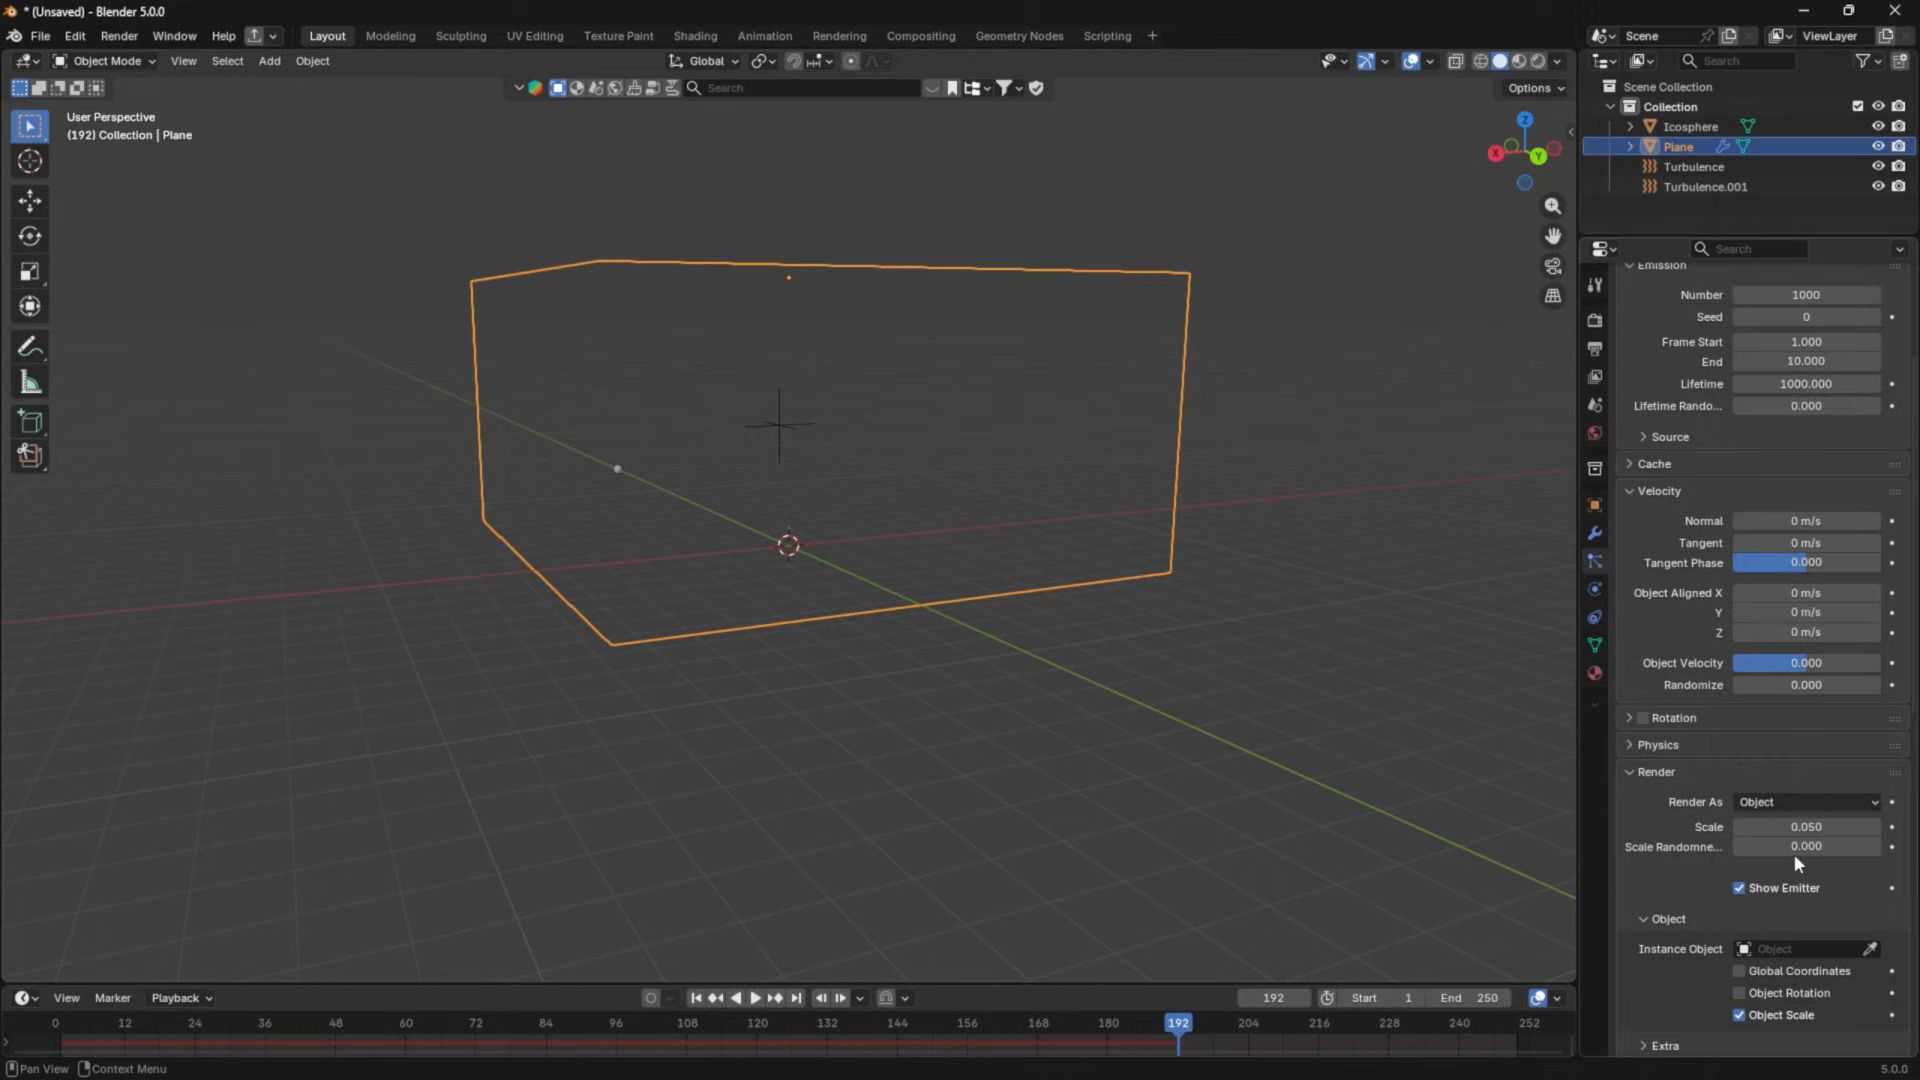 * (Unsaved) - Blender 5.0.0
File Edit Render Window Help Layout Modeling Sculpting UV Editing Texture Paint Shading Animation Rendering Compositing Geometry Nodes Scripting + Scene ViewLayer
Object Mode View Select Add Object Global Search
Search Options
User Perspective
(192) Collection | Plane
Z
X
Y
Scene Collection
Collection
Icosphere
Plane
Turbulence
Turbulence.001
Search
Emission
Number 1000
Seed 0
Frame Start 1.000
End 10.000
Lifetime 1000.000
Lifetime Rando... 0.000
Source
Cache
Velocity
Normal 0 m/s
Tangent 0 m/s
Tangent Phase 0.000
Object Aligned X 0 m/s
Y 0 m/s
Z 0 m/s
Object Velocity 0.000
Randomize 0.000
Rotation
Physics
Render
Render As Object
Scale 0.050
Scale Randomne... 0.000
Show Emitter
Object
Instance Object Object
Global Coordinates
Object Rotation
Object Scale
Extra
View Marker Playback 192 Start 1 End 250
0 12 24 36 48 60 72 84 96 108 120 132 144 156 168 180 192 204 216 228 240 252
Pan View Context Menu 5.0.0